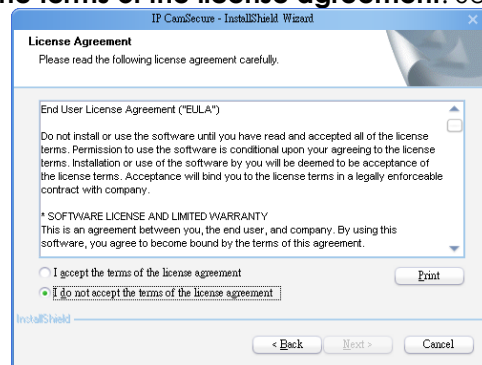 ne terms of the license agreement.
IP CamSecure - InstallShield Wizard
License Agreement
Please read the following license agreement carefully.
End User License Agreement ("EULA")
Do not install or use the software until you have read and accepted all of the license
terms. Permission to use the software is conditional upon your agreeing to the license
terms. Installation or use of the software by you will be deemed to be acceptance of
the license terms. Acceptance will bind you to the license terms in a legally enforceable
contract with company.
* SOFTWARE LICENSE AND LIMITED WARRANTY
This is an agreement between you, the end user, and company. By using this
software, you agree to become bound by the terms of this agreement.
I accept the terms of the license agreement
Print
I do not accept the terms of the license agreement
InstallShield
< Back
Next >
Cancel